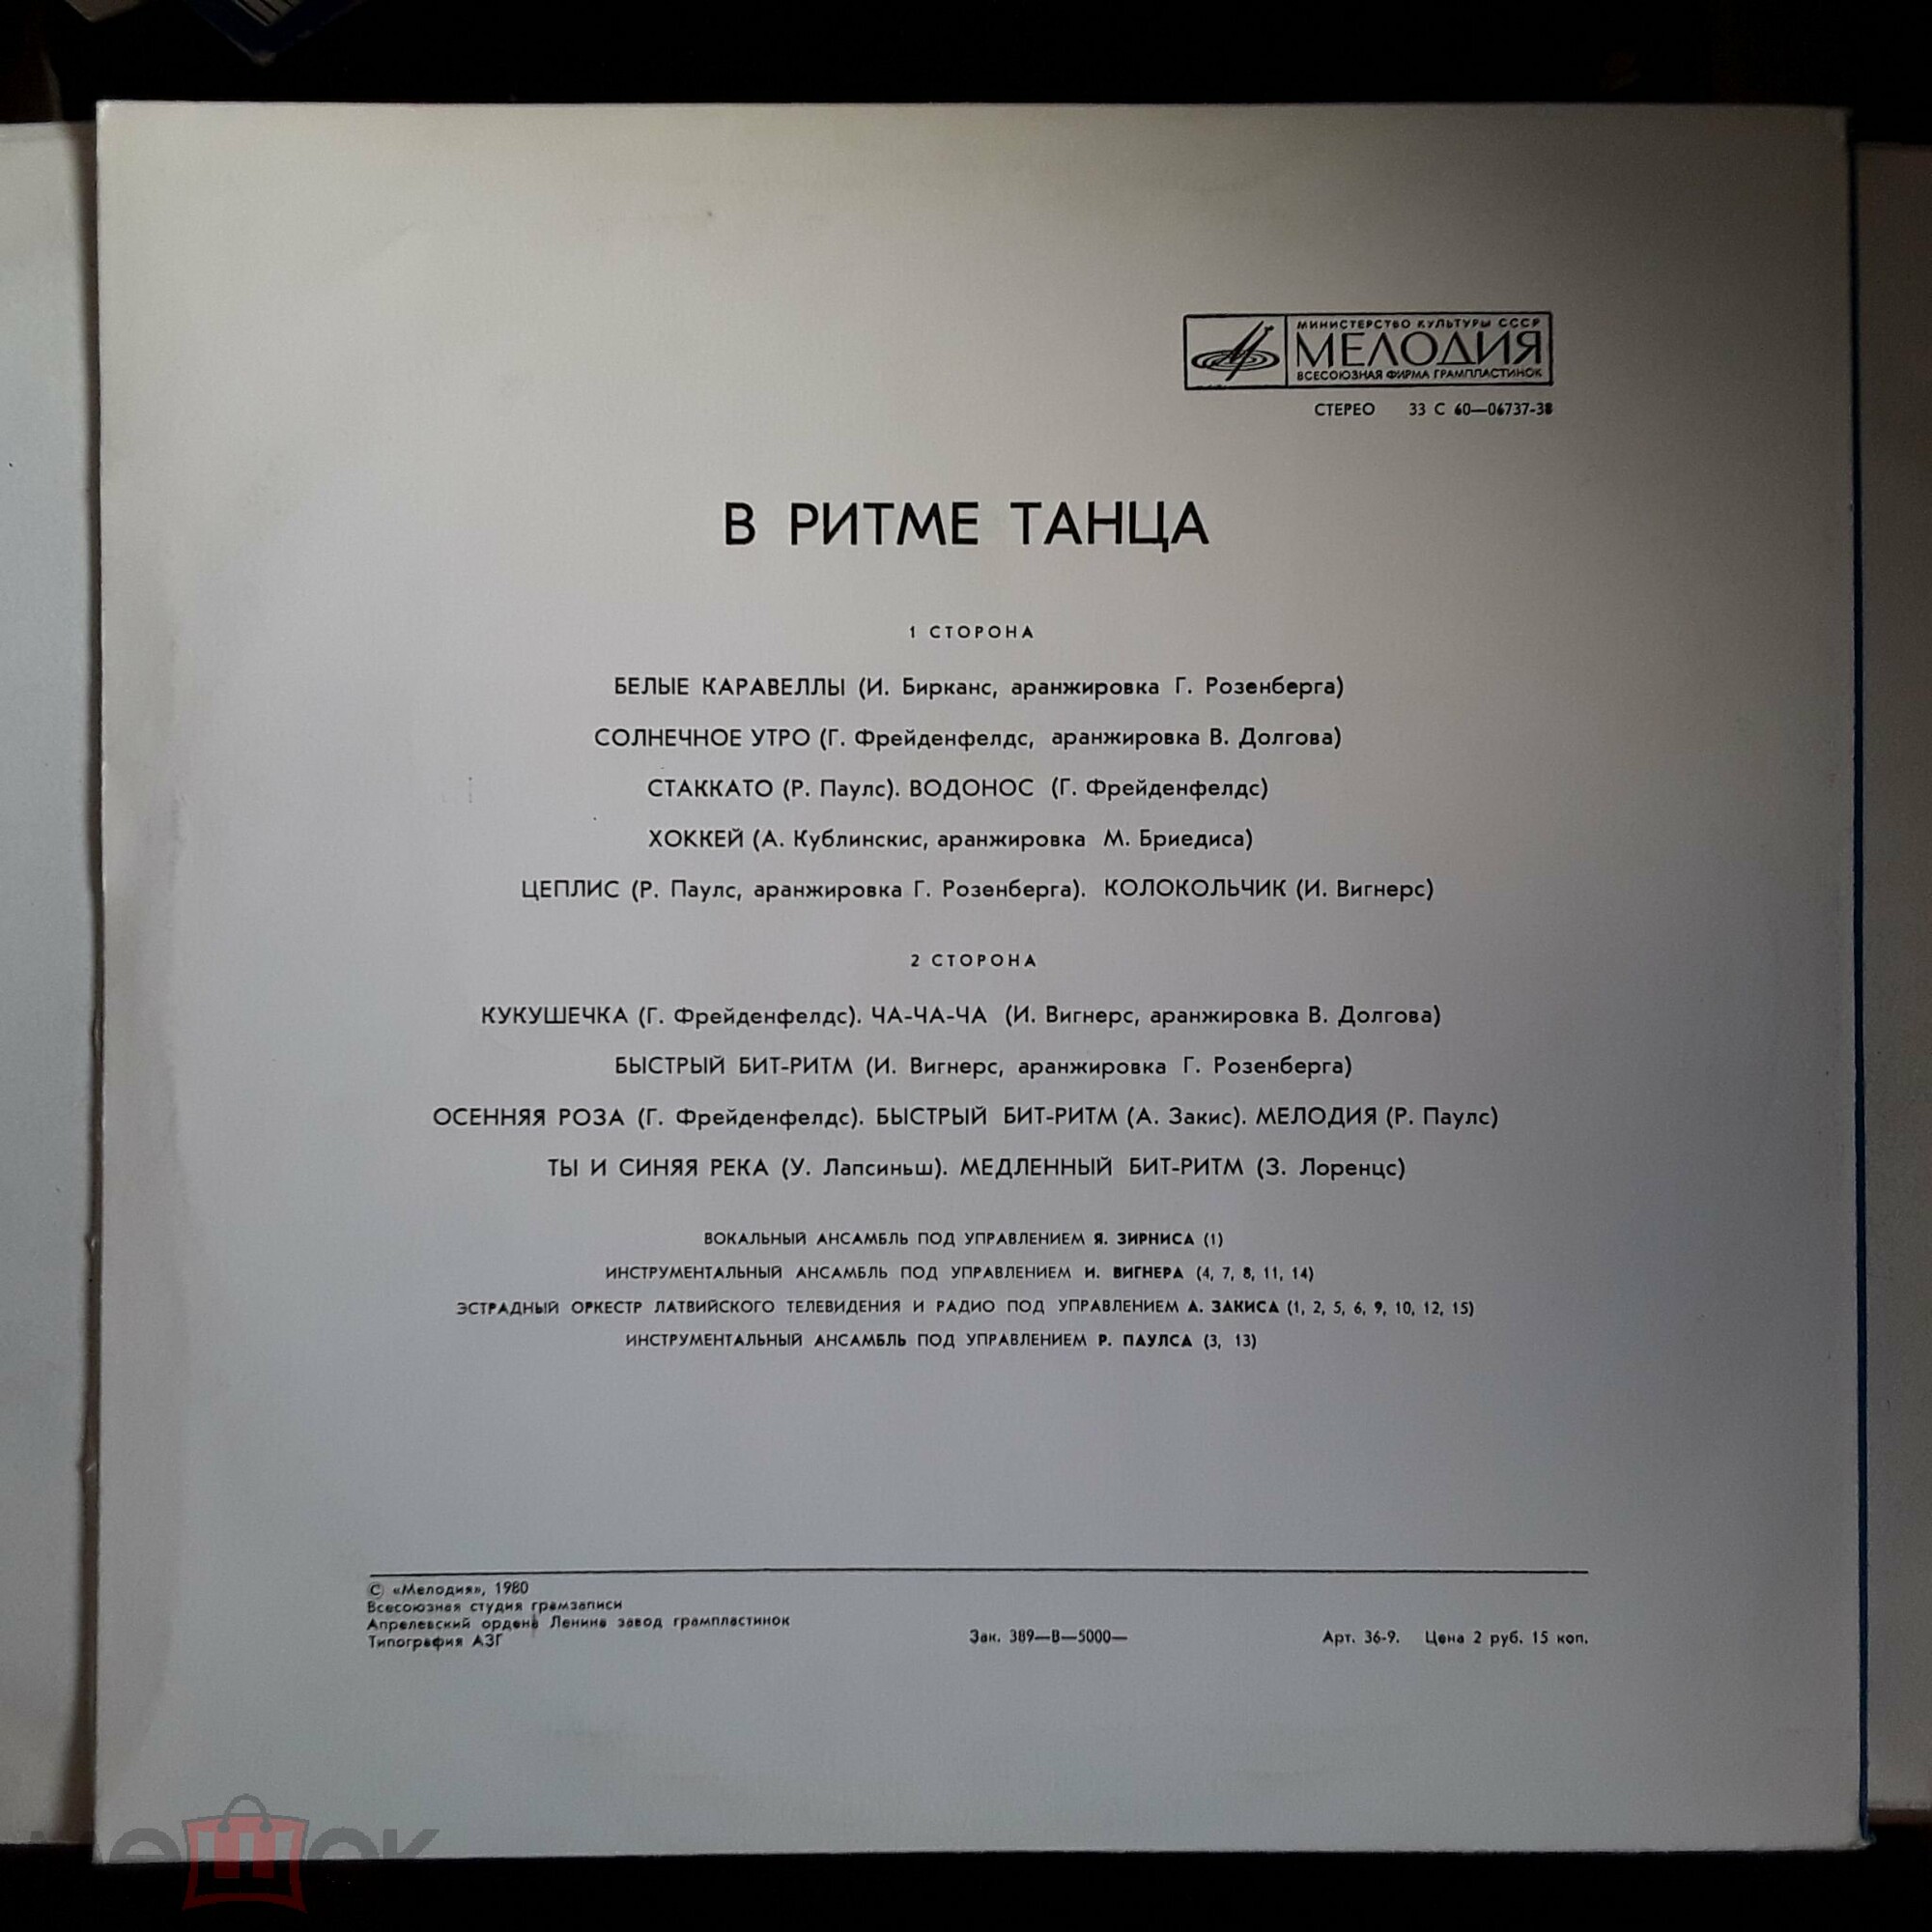 МИНИСТЕРСТВО КУЛЬТУРЫ СССР
МЕЛОДИЯ
ВСЕСОЮЗНАЯ ФИРМА ГРАМПЛАСТИНОК
СТЕРЕО 33 С 60—06737-38
В РИТМЕ ТАНЦА
1 СТОРОНА
БЕЛЫЕ КАРАВЕЛЛЫ (И. Бирканс, аранжировка Г. Розенберга)
СОЛНЕЧНОЕ УТРО (Г. Фрейденфелдс, аранжировка В. Долгова)
СТАККАТО (Р. Паулс). ВОДОНОС (Г. Фрейденфелдс)
ХОККЕЙ (А. Кублинскис, аранжировка М. Бриедиса)
ЦЕПЛИС (Р. Паулс, аранжировка Г. Розенберга). КОЛОКОЛЬЧИК (И. Вигнерс)
2 СТОРОНА
КУКУШЕЧКА (Г. Фрейденфелдс). ЧА-ЧА-ЧА (И. Вигнерс, аранжировка В. Долгова)
БЫСТРЫЙ БИТ-РИТМ (И. Вигнерс, аранжировка Г. Розенберга)
ОСЕННЯЯ РОЗА (Г. Фрейденфелдс). БЫСТРЫЙ БИТ-РИТМ (А. Закис). МЕЛОДИЯ (Р. Паулс)
ТЫ И СИНЯЯ РЕКА (У. Лапсиньш). МЕДЛЕННЫЙ БИТ-РИТМ (З. Лоренцс)
ВОКАЛЬНЫЙ АНСАМБЛЬ ПОД УПРАВЛЕНИЕМ Я. ЗИРНИСА (1)
ИНСТРУМЕНТАЛЬНЫЙ АНСАМБЛЬ ПОД УПРАВЛЕНИЕМ И. ВИГНЕРА (4, 7, 8, 11, 14)
ЭСТРАДНЫЙ ОРКЕСТР ЛАТВИЙСКОГО ТЕЛЕВИДЕНИЯ И РАДИО ПОД УПРАВЛЕНИЕМ А. ЗАКИСА (1, 2, 5, 6, 9, 10, 12, 15)
ИНСТРУМЕНТАЛЬНЫЙ АНСАМБЛЬ ПОД УПРАВЛЕНИЕМ Р. ПАУЛСА (3, 13)
© «Мелодия», 1980
Всесоюзная студия грамзаписи
Апрелевский ордена Ленина завод грампластинок
Типография АЗГ
Зак. 389—В—5000—
Арт. 36-9. Цена 2 руб. 15 коп.
мешок